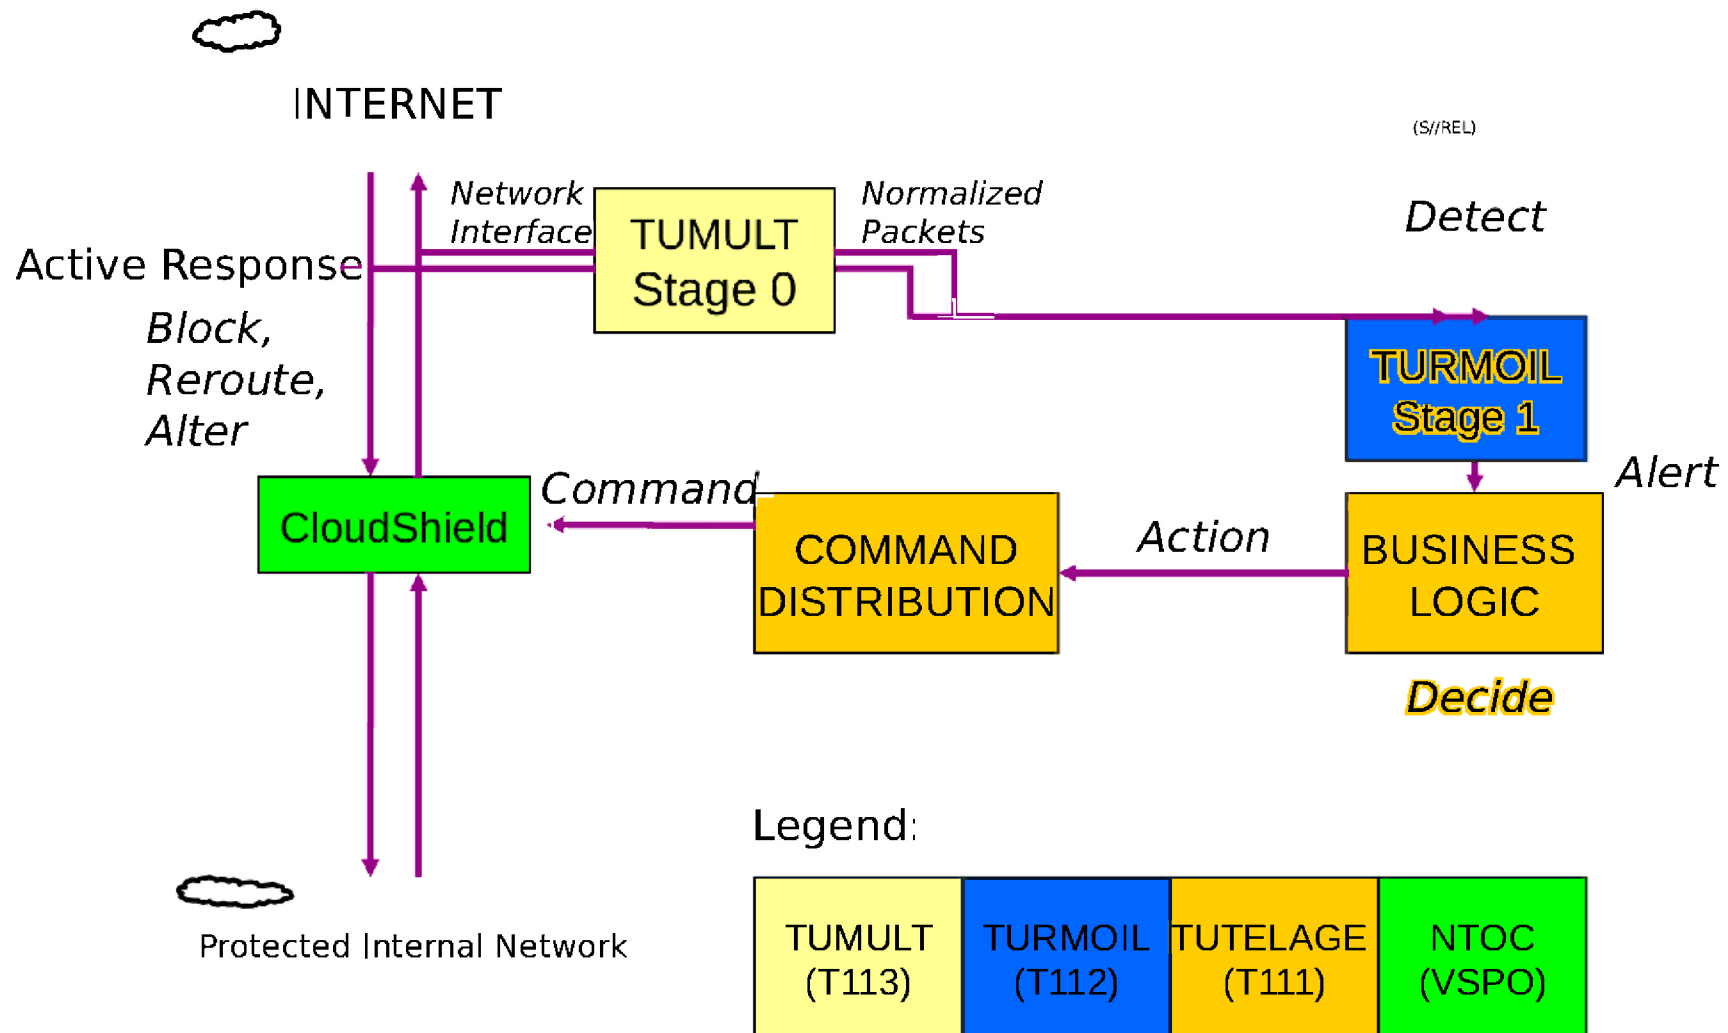 INTERNET
(S//REL)
Network
Interface
TUMULT
Stage 0
Normalized
Packets
Detect
Active Response
Block,
Reroute,
Alter
TURMOIL
Stage 1
Alert
CloudShield
Command
COMMAND
DISTRIBUTION
Action
BUSINESS
LOGIC
Decide
Legend:
TUMULT
(T113)
TURMOIL
(T112)
TUTELAGE
(T111)
NTOC
(VSPO)
Protected Internal Network